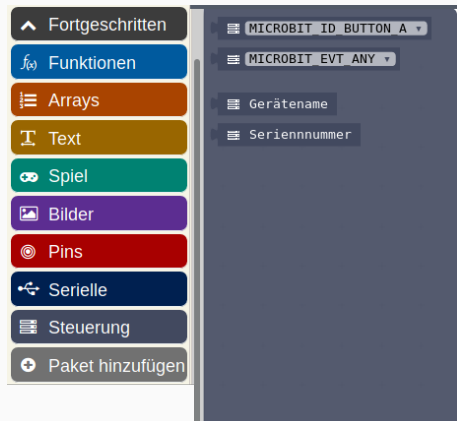 Fortgeschritten
Funktionen
Arrays
Text
Spiel
Bilder
Pins
Serielle
Steuerung
Paket hinzufügen
MICROBIT_ID_BUTTON_A
MICROBIT_EVT_ANY
Gerätename
Seriennnummer